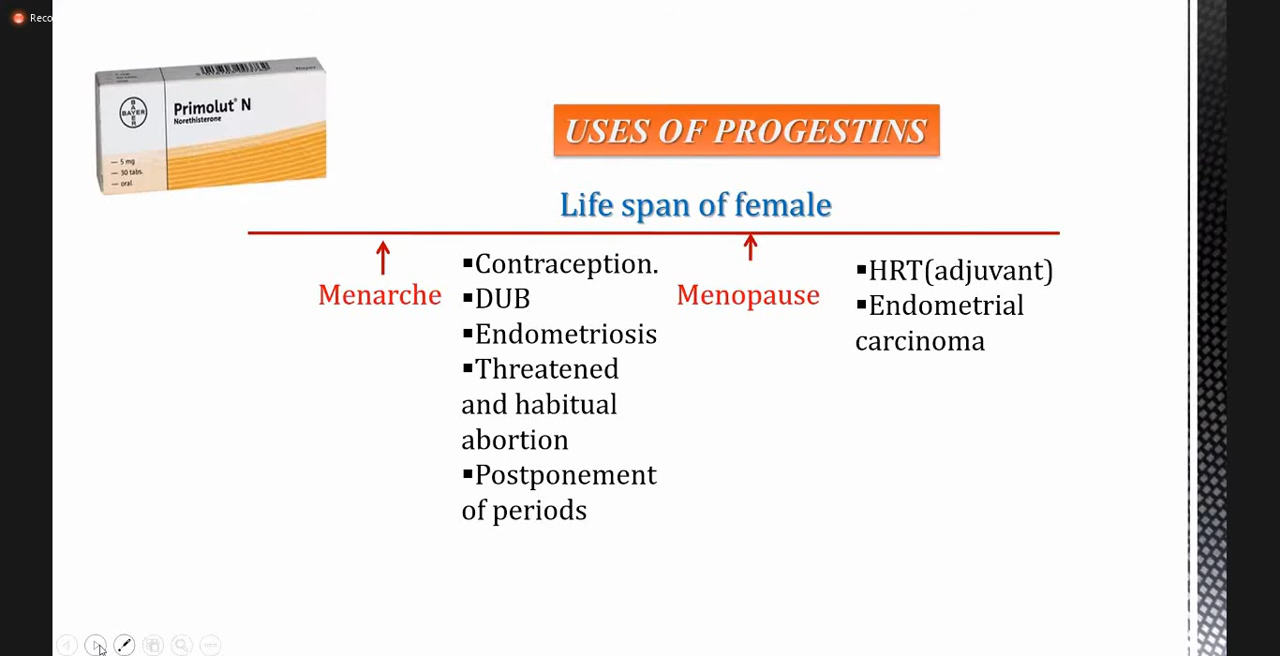 Reco
Primolut® N
Norethisterone
BAYER
— 5 mg
— 30 tabs.
— oral
USES OF PROGESTINS
Life span of female
Menarche
▪Contraception.
▪DUB
▪Endometriosis
▪Threatened
and habitual
abortion
▪Postponement
of periods
Menopause
▪HRT(adjuvant)
▪Endometrial
carcinoma